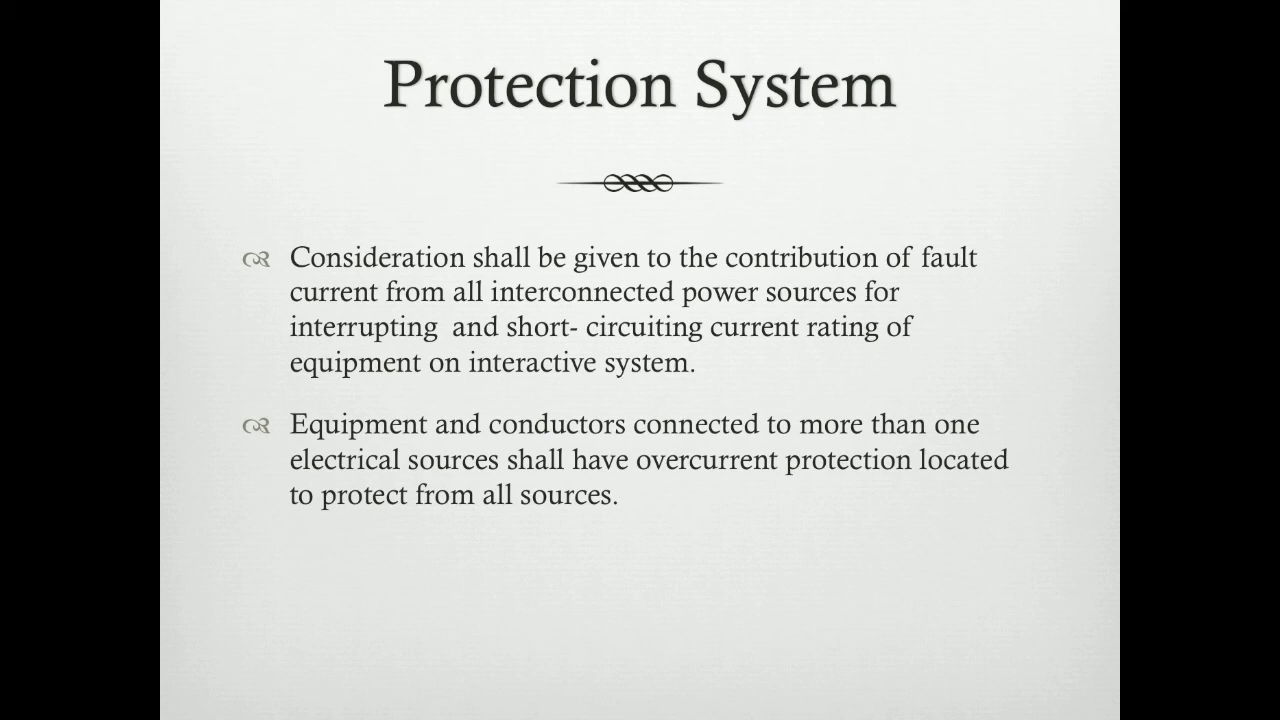 Protection System
Consideration shall be given to the contribution of fault
current from all interconnected power sources for
interrupting  and short- circuiting current rating of
equipment on interactive system.
Equipment and conductors connected to more than one
electrical sources shall have overcurrent protection located
to protect from all sources.